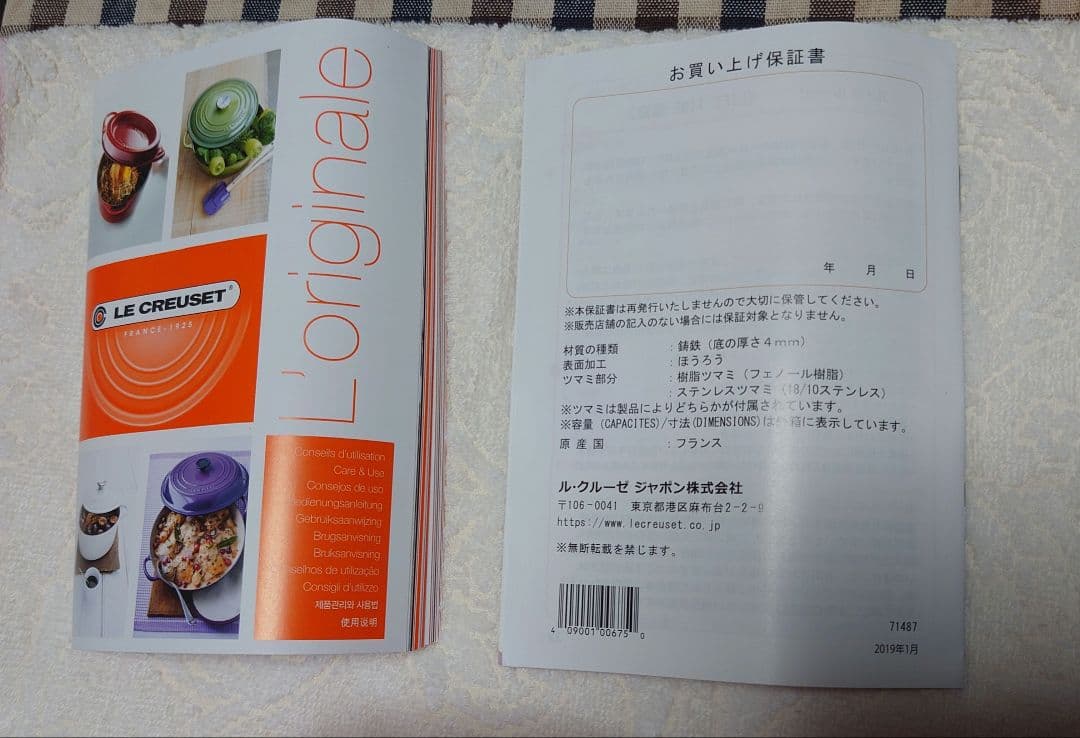 L'originale
LE CREUSET®
FRANCE-1925
Conseils d'utilisation
Care & Use
Consejos de uso
Bedienungsanleitung
Gebruiksaanwijzing
Brugsanvisning
Bruksanvisning
Conselhos de utilização
Consigli d'utilizzo
제품관리와 사용법
使用说明
お買い上げ保証書
年 月 日
※本保証書は再発行いたしませんので大切に保管してください。
※販売店舗の記入のない場合には保証対象となりません。
材質の種類 :鋳鉄(底の厚さ4mm)
表面加工 :ほうろう
ツマミ部分 :樹脂ツマミ(フェノール樹脂)
:ステンレスツマミ(18/10ステンレス)
※ツマミは製品によりどちらかが付属されています。
※容量(CAPACITES)/寸法(DIMENSIONS)は外箱に表示しています。
原産国 :フランス
ル・クルーゼ ジャポン株式会社
〒106-0041 東京都港区麻布台2-2-9
https://www.lecreuset.co.jp
※無断転載を禁じます。
4 09001 00675 0
71487
2019年1月